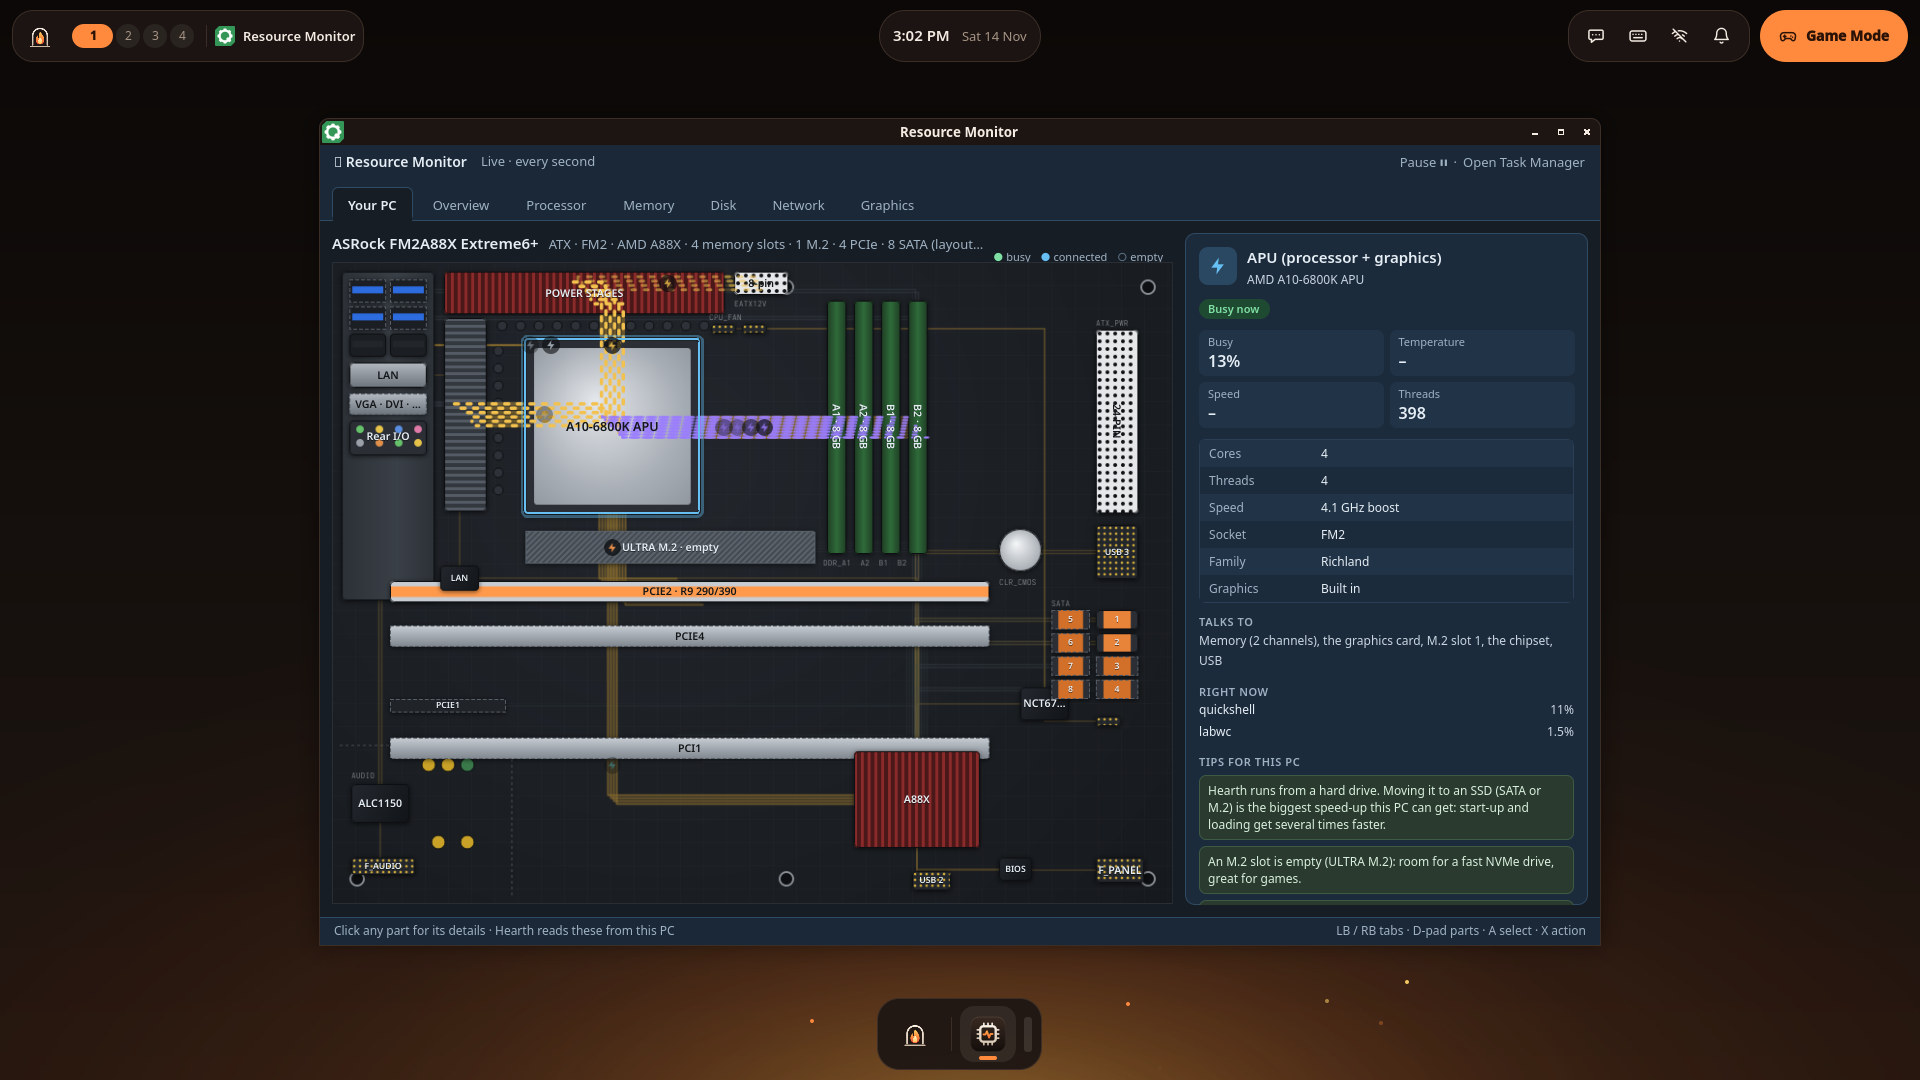 1 2 3 4 Resource Monitor
3:02 PM Sat 14 Nov
Game Mode
Resource Monitor
Resource Monitor Live · every second
Pause · Open Task Manager
Your PC Overview Processor Memory Disk Network Graphics
ASRock FM2A88X Extreme6+ ATX · FM2 · AMD A88X · 4 memory slots · 1 M.2 · 4 PCIe · 8 SATA (layout...
busy connected empty
POWER STAGES
8-pin
EATX12V
CPU_FAN
ATX_PWR
LAN
VGA · DVI · ...
Rear I/O
A10-6800K APU
A1 · 8 GB
A2 · 8 GB
B1 · 8 GB
B2 · 8 GB
24-PIN
ULTRA M.2 · empty
DDR_A1 A2 B1 B2
USB 3
CLR_CMOS
LAN
PCIE2 · R9 290/390
SATA
5 1
6 2
7 3
8 4
PCIE4
NCT67...
PCIE1
PCI1
AUDIO
ALC1150
A88X
F_AUDIO
USB 2
BIOS
F_PANEL
APU (processor + graphics)
AMD A10-6800K APU
Busy now
Busy
13%
Temperature
–
Speed
–
Threads
398
Cores 4
Threads 4
Speed 4.1 GHz boost
Socket FM2
Family Richland
Graphics Built in
TALKS TO
Memory (2 channels), the graphics card, M.2 slot 1, the chipset,
USB
RIGHT NOW
quickshell 11%
labwc 1.5%
TIPS FOR THIS PC
Hearth runs from a hard drive. Moving it to an SSD (SATA or
M.2) is the biggest speed-up this PC can get: start-up and
loading get several times faster.
An M.2 slot is empty (ULTRA M.2): room for a fast NVMe drive,
great for games.
Click any part for its details · Hearth reads these from this PC
LB / RB tabs · D-pad parts · A select · X action